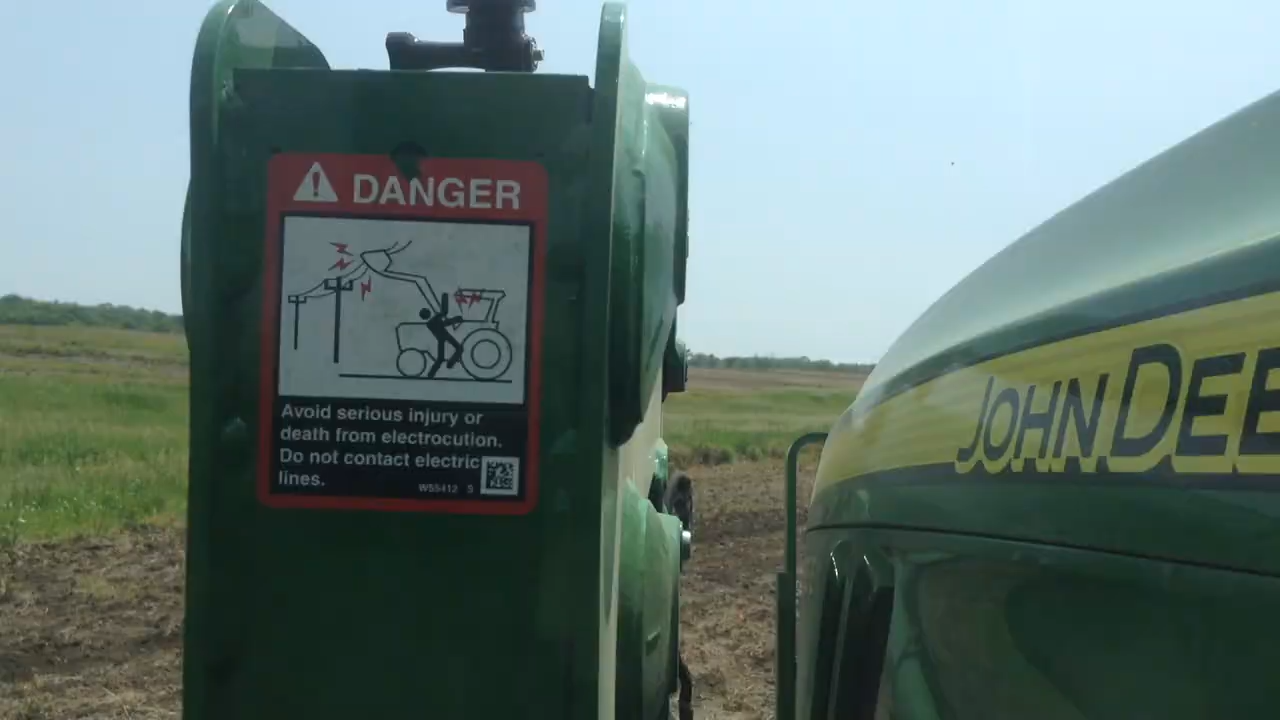 DANGER
Avoid serious injury or
death from electrocution.
Do not contact electric
lines.
W55412 S
JOHN DEE